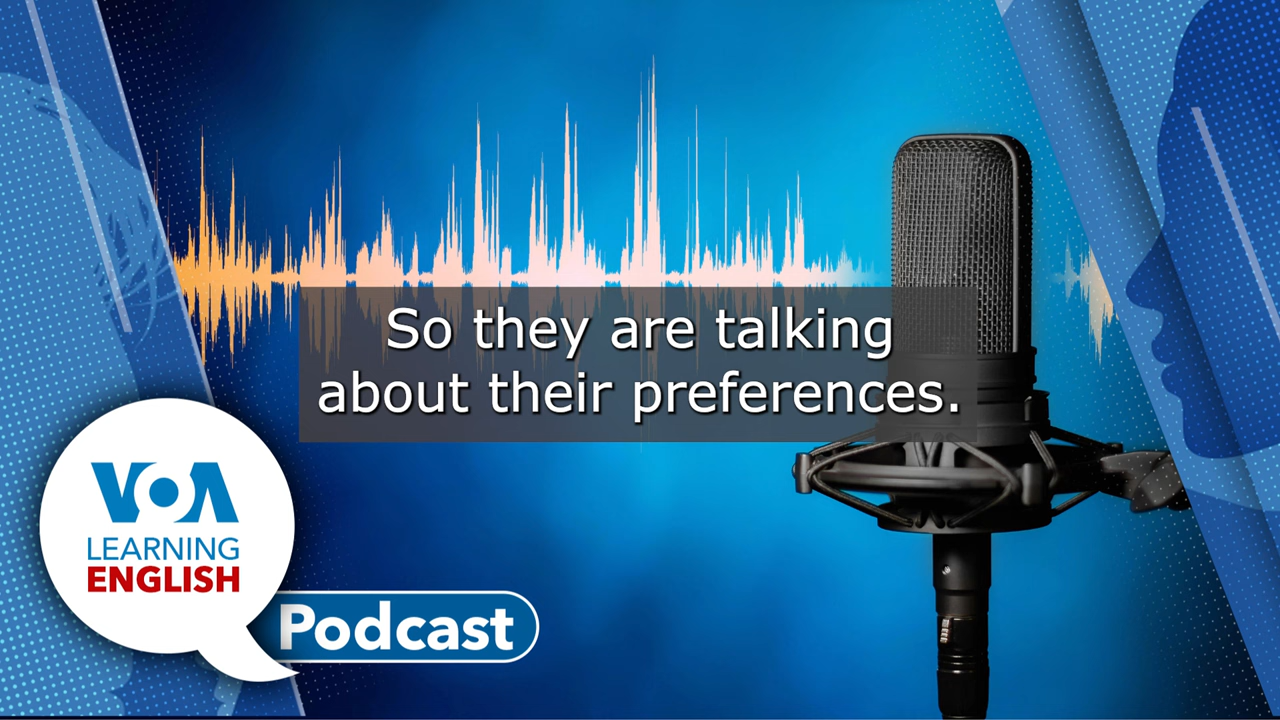 So they are talking
about their preferences.
VOA
LEARNING
ENGLISH
Podcast